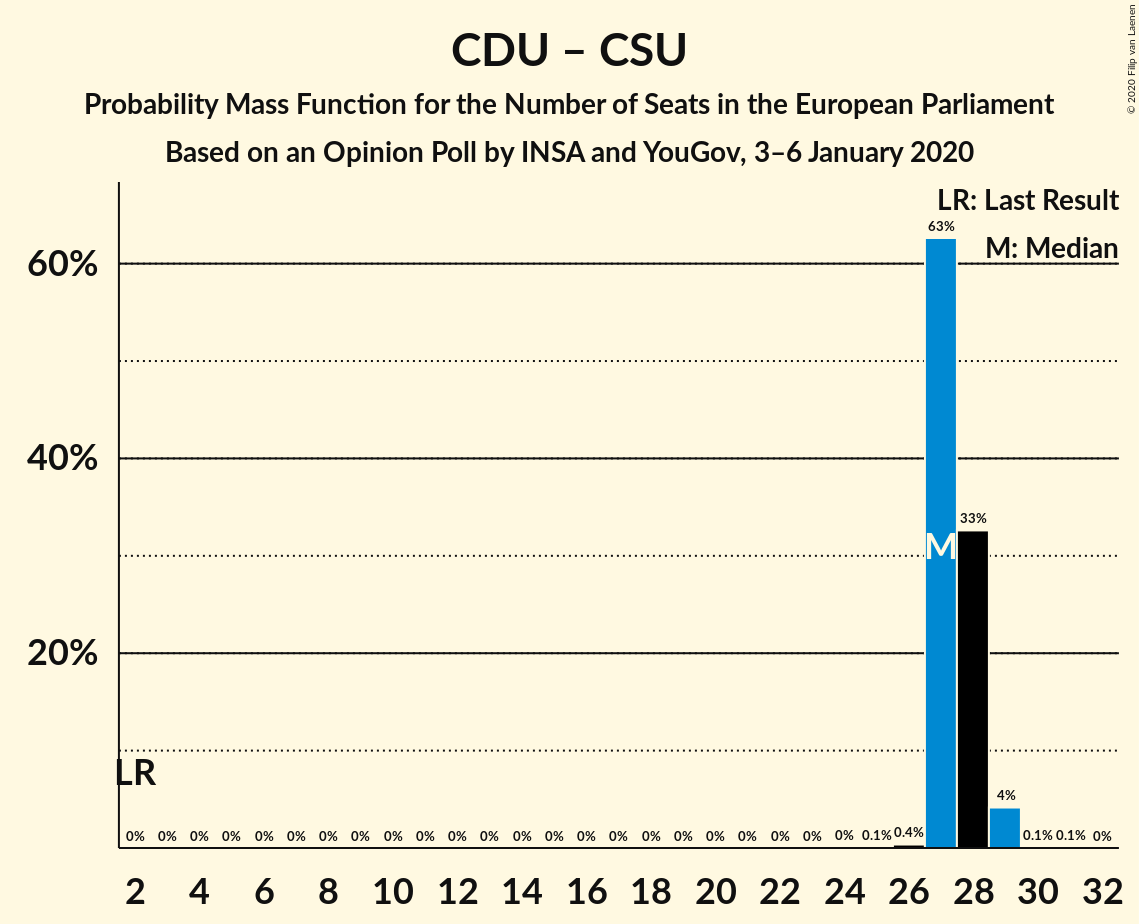 CDU – CSU
Probability Mass Function for the Number of Seats in the European Parliament
Based on an Opinion Poll by INSA and YouGov, 3–6 January 2020
© 2020 Filip van Laenen
LR: Last Result
M: Median
63%
60%
40%
33%
M
20%
LR
4%
0% 0% 0% 0% 0% 0% 0% 0% 0% 0% 0% 0% 0% 0% 0% 0% 0% 0% 0% 0% 0% 0% 0% 0.1% 0.4% 0.1% 0.1% 0%
2 4 6 8 10 12 14 16 18 20 22 24 26 28 30 32